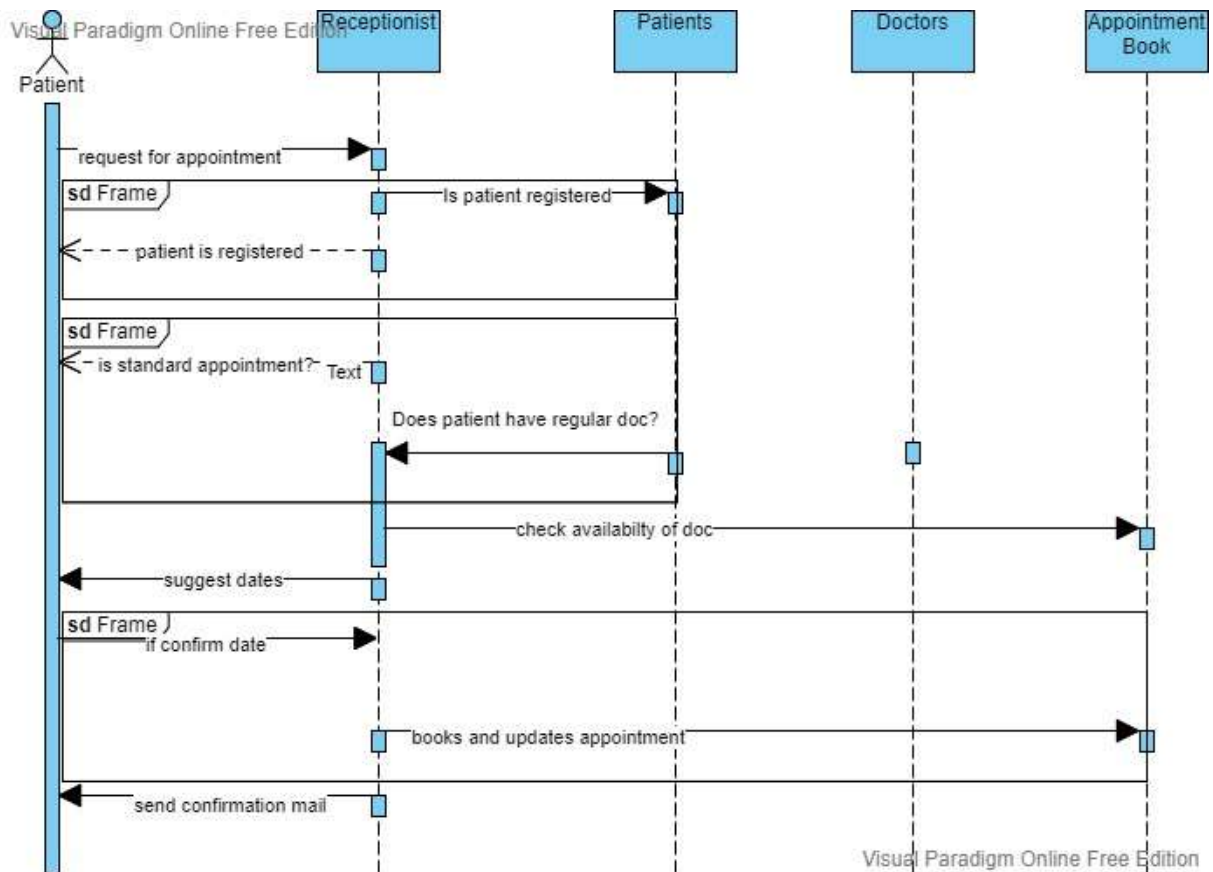 Visual Paradigm Online Free Edition
Receptionist
Patients
Doctors
Appointment
Book
Patient
request for appointment
sd Frame
Is patient registered
patient is registered
sd Frame
is standard appointment?
Text
Does patient have regular doc?
check availabilty of doc
suggest dates
sd Frame
if confirm date
books and updates appointment
send confirmation mail
Visual Paradigm Online Free Edition